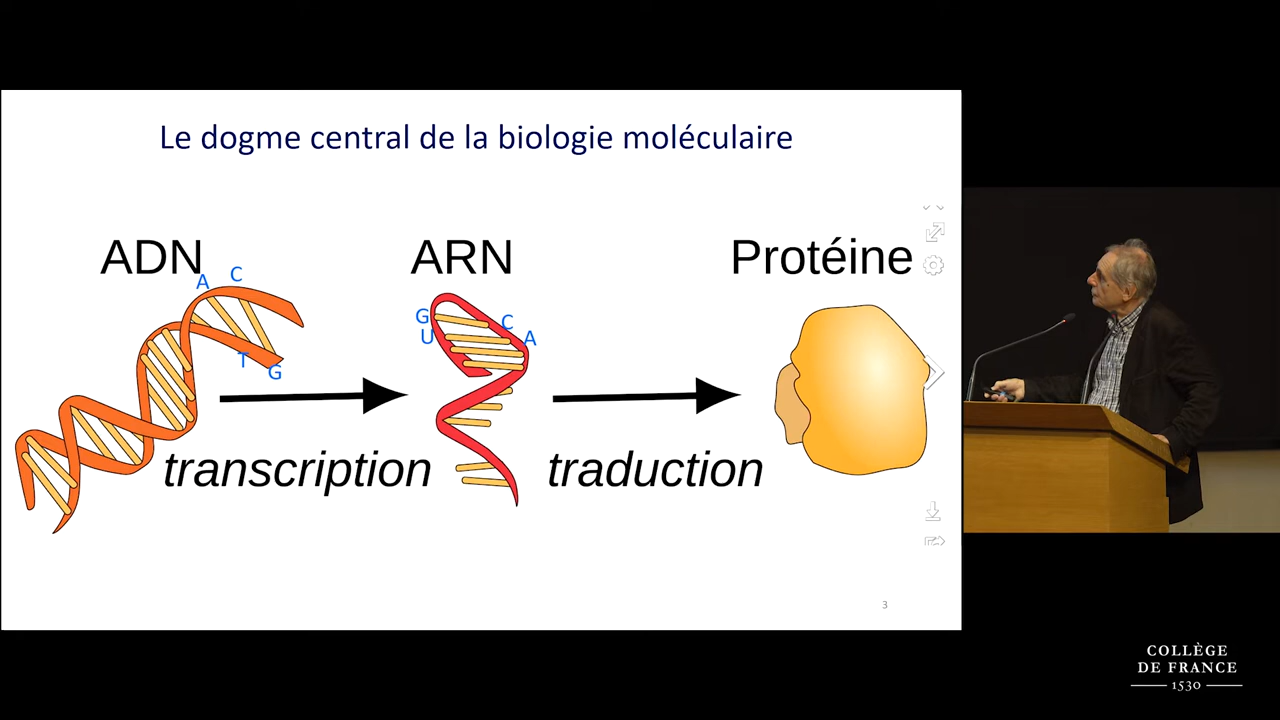 Le dogme central de la biologie moléculaire
ADN
ARN
Protéine
A
C
T
G
G
U
C
A
transcription
traduction
3
COLLÈGE
DE FRANCE
1530